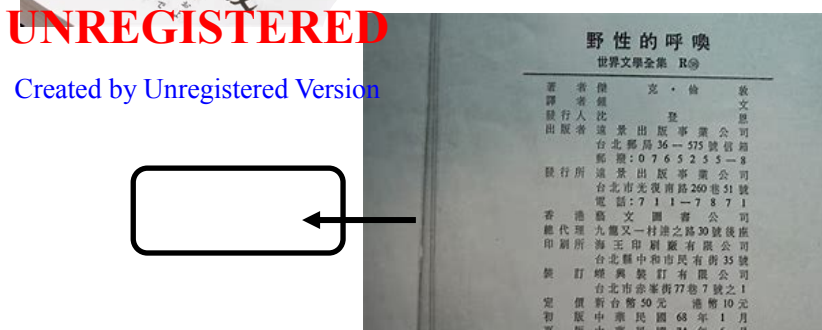 UNREGISTERED
Created by Unregistered Version
野性的呼喚
世界文學全集 R
著者 傑克·倫敦
譯者 鍾文
發行人 沈登恩
出版者 遠景出版事業公司
台北郵局36—575號信箱
郵撥:0765255—8
發行所 遠景出版事業公司
台北市光復南路260巷51號
電話:711—7871
香港 藝文圖書公司
總代理 九龍又一村達之路30號後座
印刷所 海王印刷廠有限公司
台北縣中和市民有街35號
裝訂 嶸興裝訂有限公司
台北市赤峯街77巷7號之1
定價 新台幣50元 港幣10元
初版 中華民國68年1月